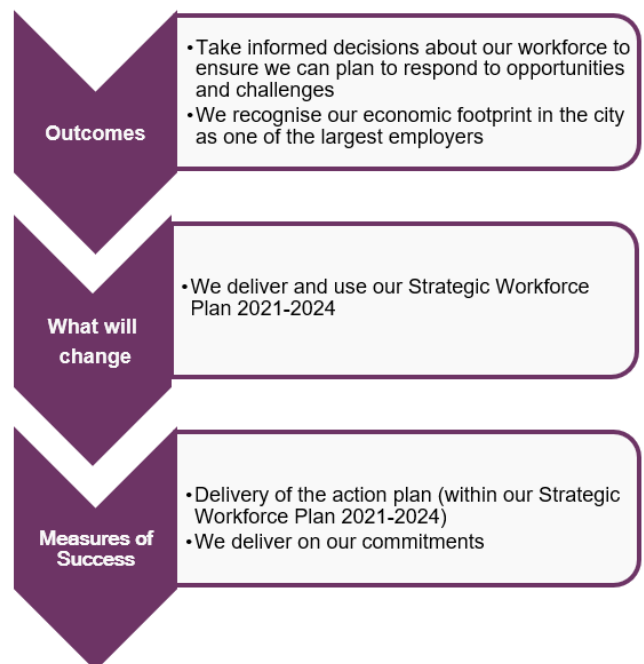 Outcomes
•Take informed decisions about our workforce to
ensure we can plan to respond to opportunities
and challenges
•We recognise our economic footprint in the city
as one of the largest employers
What will
change
•We deliver and use our Strategic Workforce
Plan 2021-2024
Measures of
Success
•Delivery of the action plan (within our Strategic
Workforce Plan 2021-2024)
•We deliver on our commitments